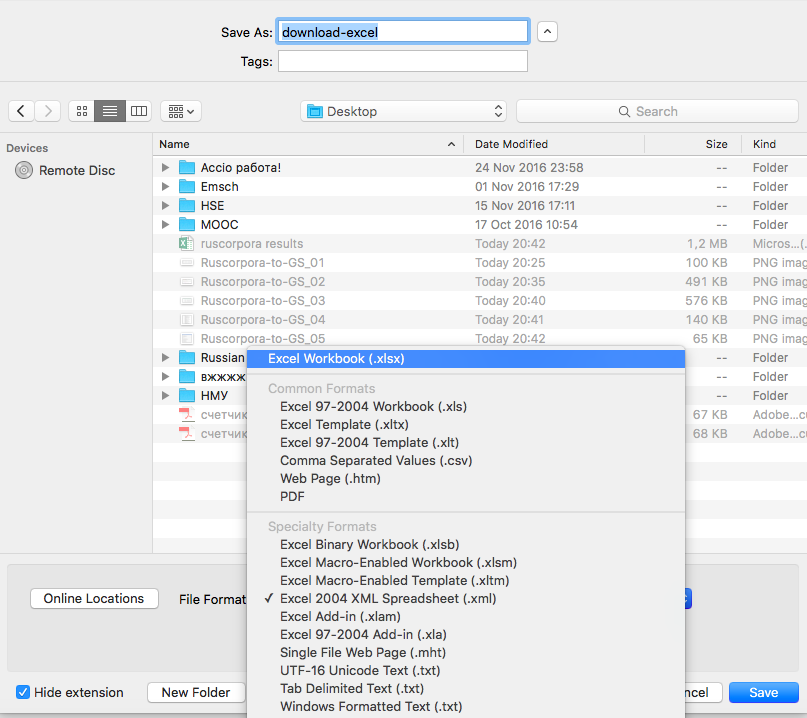 Save As: download-excel
Tags:
Desktop
Search
Devices
Remote Disc
Name Date Modified Size Kind
Accio работа! 24 Nov 2016 23:58 -- Folder
Emsch 01 Nov 2016 17:29 -- Folder
HSE 15 Nov 2016 17:11 -- Folder
MOOC 17 Oct 2016 10:54 -- Folder
ruscorpora results Today 20:42 1,2 MB Micros...(.
Ruscorpora-to-GS_01 Today 20:25 100 KB PNG imag
Ruscorpora-to-GS_02 Today 20:35 491 KB PNG imag
Ruscorpora-to-GS_03 Today 20:40 576 KB PNG imag
Ruscorpora-to-GS_04 Today 20:41 140 KB PNG imag
Ruscorpora-to-GS_05 Today 20:42 65 KB PNG imag
Russian -- Folder
вжжжж -- Folder
НМУ -- Folder
счетчик 67 KB Adobe...cu
счетчик 68 KB Adobe...cu
Excel Workbook (.xlsx)
Common Formats
Excel 97-2004 Workbook (.xls)
Excel Template (.xltx)
Excel 97-2004 Template (.xlt)
Comma Separated Values (.csv)
Web Page (.htm)
PDF
Specialty Formats
Excel Binary Workbook (.xlsb)
Excel Macro-Enabled Workbook (.xlsm)
Excel Macro-Enabled Template (.xltm)
✓ Excel 2004 XML Spreadsheet (.xml)
Excel Add-in (.xlam)
Excel 97-2004 Add-in (.xla)
Single File Web Page (.mht)
UTF-16 Unicode Text (.txt)
Tab Delimited Text (.txt)
Windows Formatted Text (.txt)
Online Locations File Format
Hide extension New Folder ncel Save